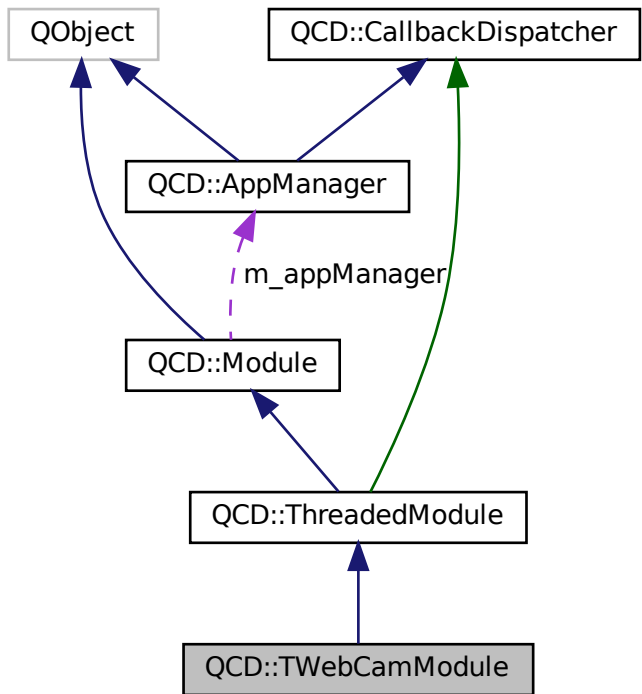 QObject
QCD::CallbackDispatcher
QCD::AppManager
m_appManager
QCD::Module
QCD::ThreadedModule
QCD::TWebCamModule